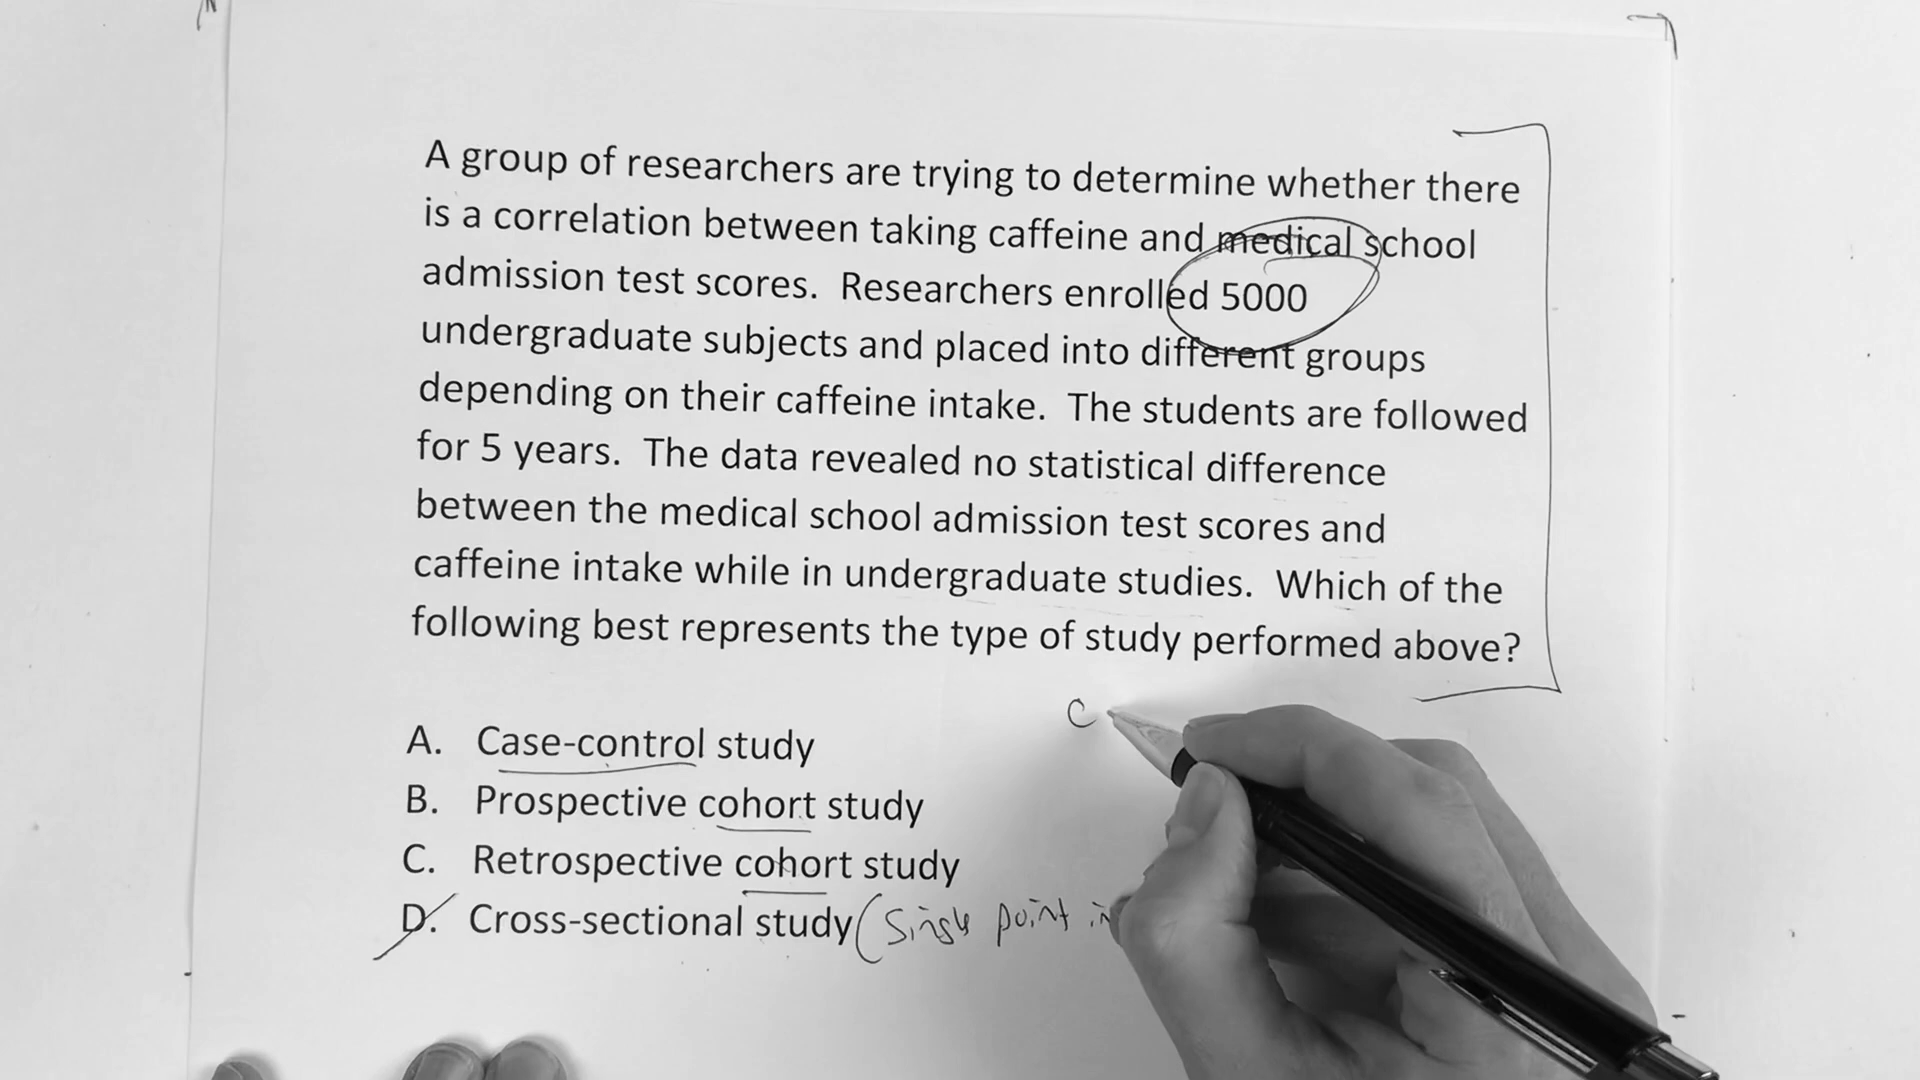 A group of researchers are trying to determine whether there
is a correlation between taking caffeine and medical school
admission test scores. Researchers enrolled 5000
undergraduate subjects and placed into different groups
depending on their caffeine intake. The students are followed
for 5 years. The data revealed no statistical difference
between the medical school admission test scores and
caffeine intake while in undergraduate studies. Which of the
following best represents the type of study performed above?
C
A. Case-control study
B. Prospective cohort study
C. Retrospective cohort study
D. Cross-sectional study (Single point in